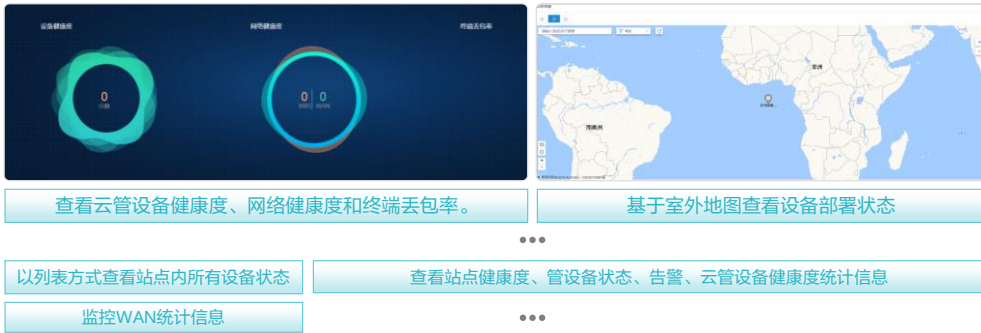 设备健康度
网络健康度
终端丢包率
0
0 0
WAN
非洲
南美洲
查看云管设备健康度、网络健康度和终端丢包率。
基于室外地图查看设备部署状态
以列表方式查看站点内所有设备状态
查看站点健康度、管设备状态、告警、云管设备健康度统计信息
监控WAN统计信息